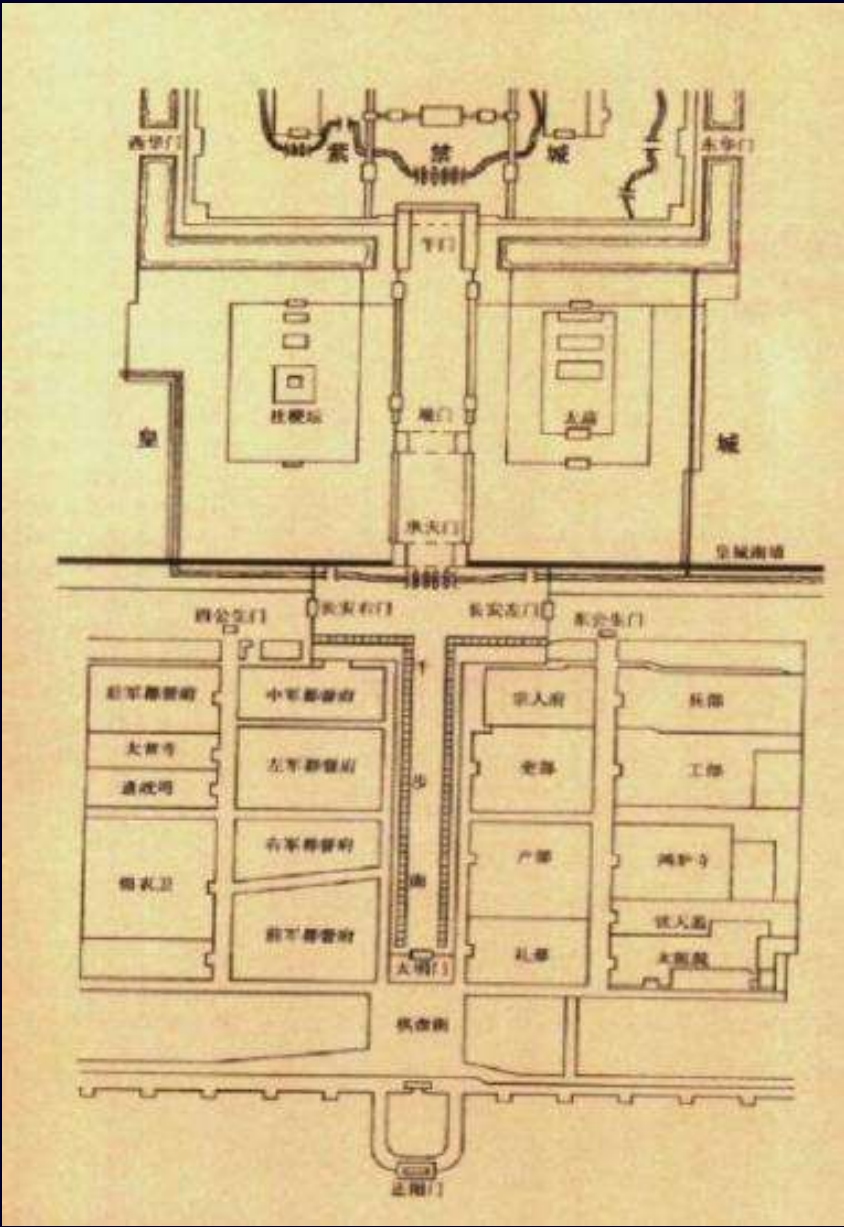 西华门
东华门
紫禁城
午门
社稷坛
端门
太庙
皇城
承天门
皇城南墙
长安右门
长安左门
西公生门
东公生门
千步廊
后军都督府
中军都督府
宗人府
兵部
太常寺
左军都督府
吏部
工部
通政司
右军都督府
户部
鸿胪寺
锦衣卫
钦天监
前军都督府
礼部
太医院
大明门
棋盘街
正阳门